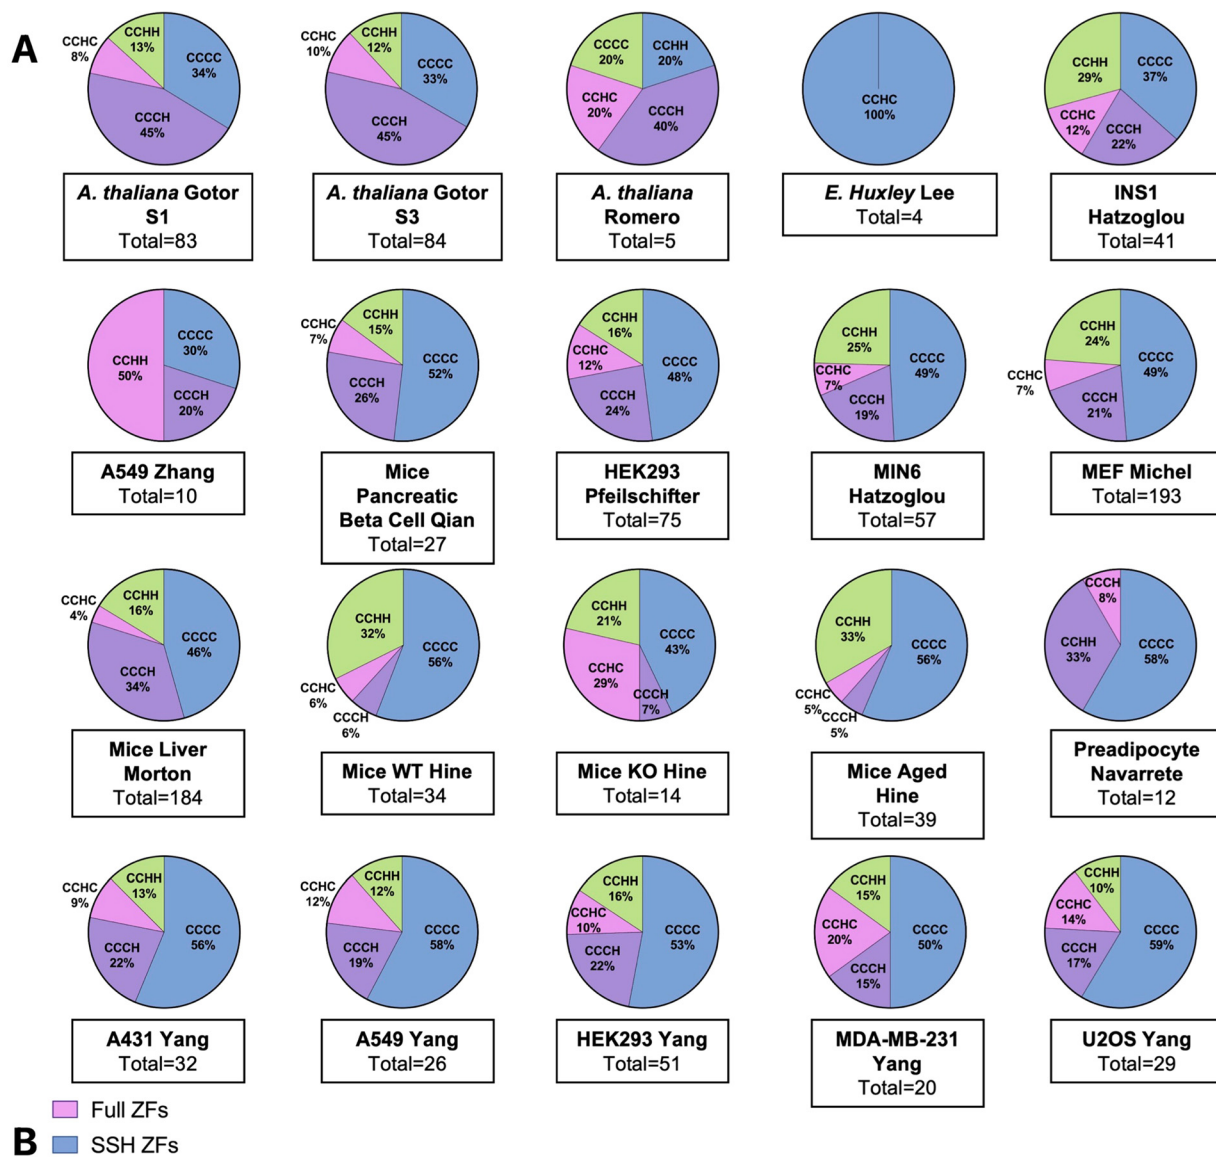 A
CCHC
8%
CCHH
13%
CCCC
34%
CCCH
45%
A. thaliana Gotor
S1
Total=83
CCHC
10%
CCHH
12%
CCCC
33%
CCCH
45%
A. thaliana Gotor
S3
Total=84
CCCC
20%
CCHH
20%
CCHC
20%
CCCH
40%
A. thaliana
Romero
Total=5
CCHC
100%
E. Huxley Lee
Total=4
CCHH
29%
CCCC
37%
CCHC
12%
CCCH
22%
INS1
Hatzoglou
Total=41
CCHH
50%
CCCC
30%
CCCH
20%
A549 Zhang
Total=10
CCHC
7%
CCHH
15%
CCCC
52%
CCCH
26%
Mice
Pancreatic
Beta Cell Qian
Total=27
CCHH
16%
CCHC
12%
CCCC
48%
CCCH
24%
HEK293
Pfeilschifter
Total=75
CCHH
25%
CCCC
49%
CCHC
7%
CCCH
19%
MIN6
Hatzoglou
Total=57
CCHH
24%
CCCC
49%
CCHC
7%
CCCH
21%
MEF Michel
Total=193
CCHC
4%
CCHH
16%
CCCC
46%
CCCH
34%
Mice Liver
Morton
Total=184
CCHH
32%
CCCC
56%
CCHC
6%
CCCH
6%
Mice WT Hine
Total=34
CCHH
21%
CCCC
43%
CCHC
29%
CCCH
7%
Mice KO Hine
Total=14
CCHH
33%
CCCC
56%
CCHC
5%
CCCH
5%
Mice Aged
Hine
Total=39
CCCH
8%
CCHH
33%
CCCC
58%
Preadipocyte
Navarrete
Total=12
CCHC
9%
CCHH
13%
CCCC
56%
CCCH
22%
A431 Yang
Total=32
CCHC
12%
CCHH
12%
CCCC
58%
CCCH
19%
A549 Yang
Total=26
CCHH
16%
CCHC
10%
CCCC
53%
CCCH
22%
HEK293 Yang
Total=51
CCHH
15%
CCHC
20%
CCCC
50%
CCCH
15%
MDA-MB-231
Yang
Total=20
CCHH
10%
CCHC
14%
CCCC
59%
CCCH
17%
U2OS Yang
Total=29
Full ZFs
B
SSH ZFs